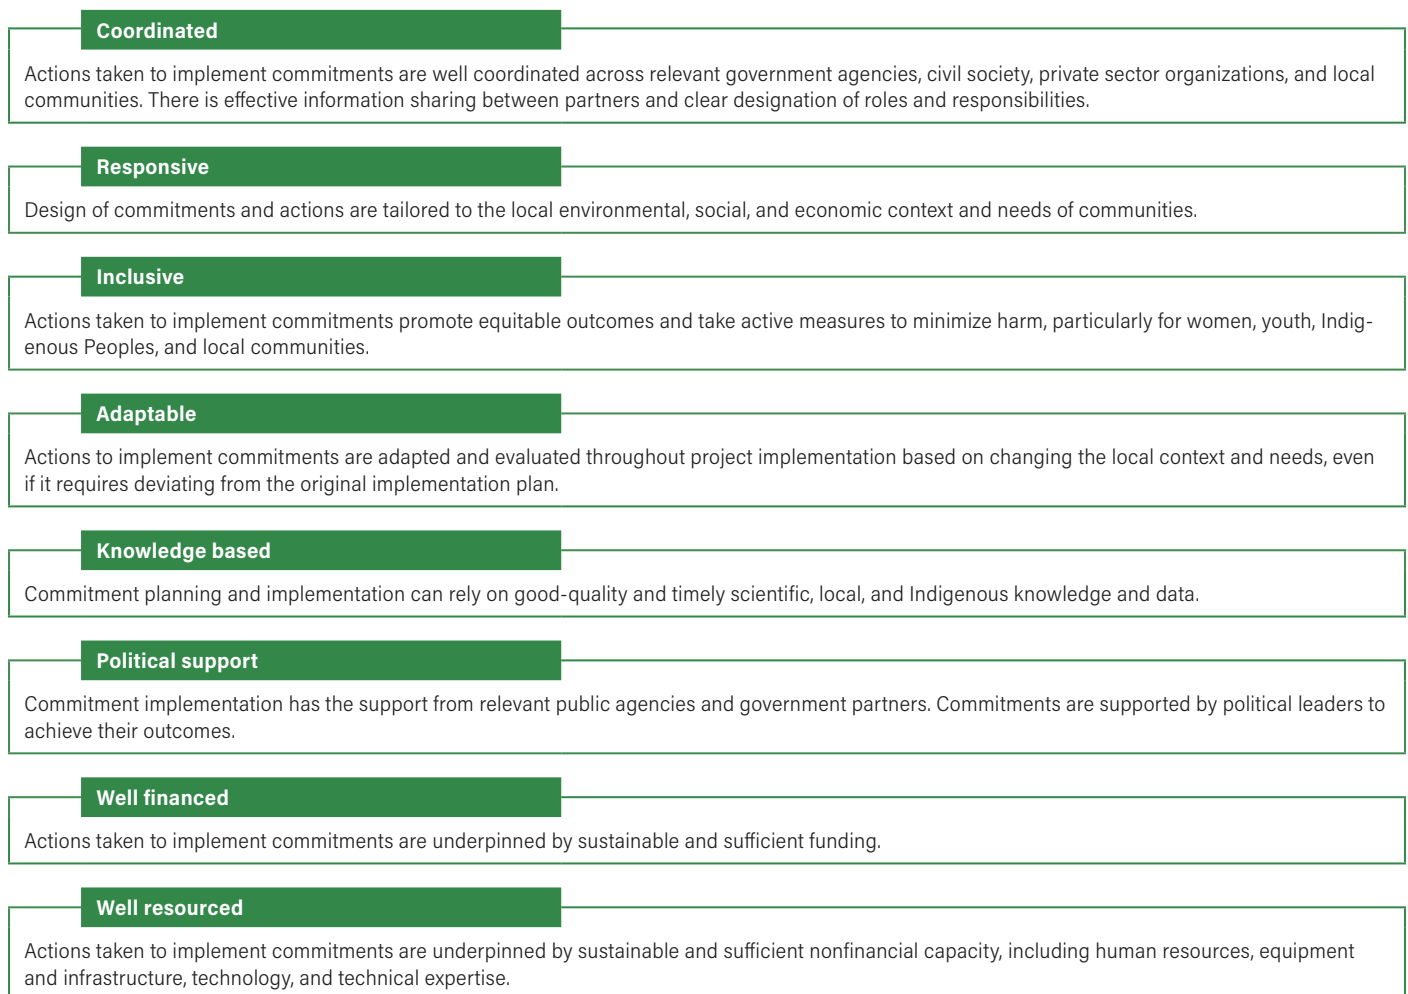 Coordinated
Actions taken to implement commitments are well coordinated across relevant government agencies, civil society, private sector organizations, and local
communities. There is effective information sharing between partners and clear designation of roles and responsibilities.
Responsive
Design of commitments and actions are tailored to the local environmental, social, and economic context and needs of communities.
Inclusive
Actions taken to implement commitments promote equitable outcomes and take active measures to minimize harm, particularly for women, youth, Indig-
enous Peoples, and local communities.
Adaptable
Actions to implement commitments are adapted and evaluated throughout project implementation based on changing the local context and needs, even
if it requires deviating from the original implementation plan.
Knowledge based
Commitment planning and implementation can rely on good-quality and timely scientific, local, and Indigenous knowledge and data.
Political support
Commitment implementation has the support from relevant public agencies and government partners. Commitments are supported by political leaders to
achieve their outcomes.
Well financed
Actions taken to implement commitments are underpinned by sustainable and sufficient funding.
Well resourced
Actions taken to implement commitments are underpinned by sustainable and sufficient nonfinancial capacity, including human resources, equipment
and infrastructure, technology, and technical expertise.